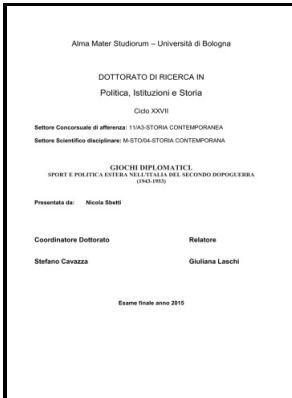 Alma Mater Studiorum – Università di Bologna
DOTTORATO DI RICERCA IN
Politica, Istituzioni e Storia
Ciclo XXVII
Settore Concorsuale di afferenza: 11/A3-STORIA CONTEMPORANEA
Settore Scientifico disciplinare: M-STO/04-STORIA CONTEMPORANA
GIOCHI DIPLOMATICI.
SPORT E POLITICA ESTERA NELL'ITALIA DEL SECONDO DOPOGUERRA
(1943-1953)
Presentata da: Nicola Sbetti
Coordinatore Dottorato Relatore
Stefano Cavazza Giuliana Laschi
Esame finale anno 2015